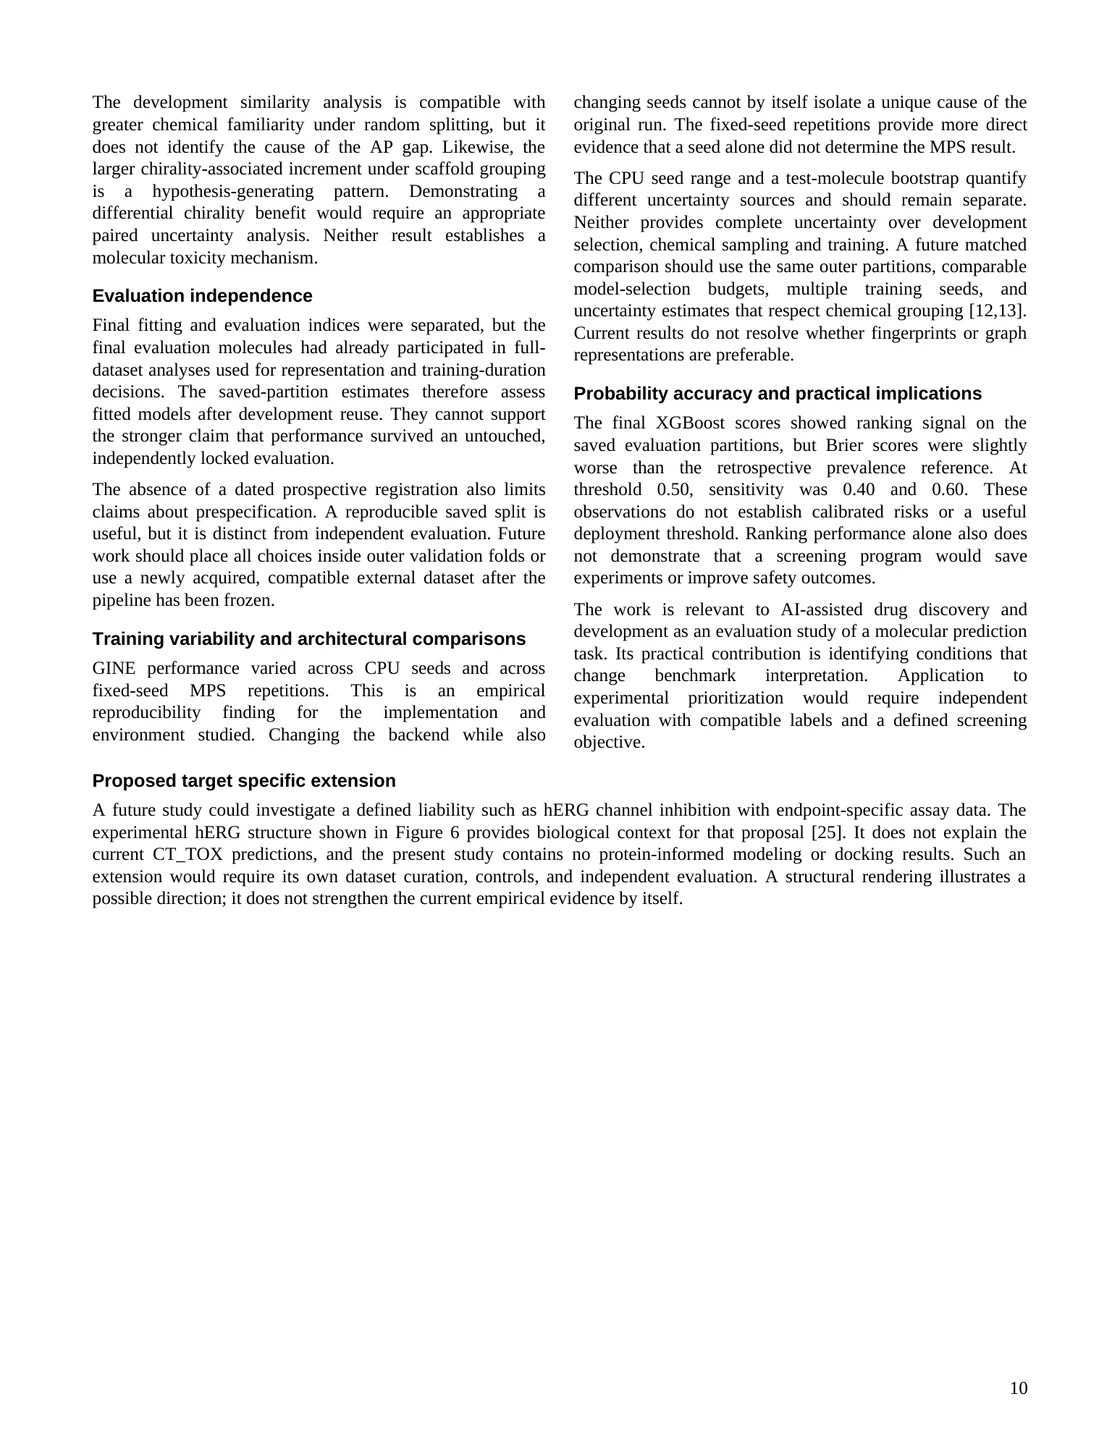 The development similarity analysis is compatible with
greater chemical familiarity under random splitting, but it
does not identify the cause of the AP gap. Likewise, the
larger chirality-associated increment under scaffold grouping
is a hypothesis-generating pattern. Demonstrating a
differential chirality benefit would require an appropriate
paired uncertainty analysis. Neither result establishes a
molecular toxicity mechanism.
Evaluation independence
Final fitting and evaluation indices were separated, but the
final evaluation molecules had already participated in full-
dataset analyses used for representation and training-duration
decisions. The saved-partition estimates therefore assess
fitted models after development reuse. They cannot support
the stronger claim that performance survived an untouched,
independently locked evaluation.
The absence of a dated prospective registration also limits
claims about prespecification. A reproducible saved split is
useful, but it is distinct from independent evaluation. Future
work should place all choices inside outer validation folds or
use a newly acquired, compatible external dataset after the
pipeline has been frozen.
Training variability and architectural comparisons
GINE performance varied across CPU seeds and across
fixed-seed MPS repetitions. This is an empirical
reproducibility finding for the implementation and
environment studied. Changing the backend while also
changing seeds cannot by itself isolate a unique cause of the
original run. The fixed-seed repetitions provide more direct
evidence that a seed alone did not determine the MPS result.
The CPU seed range and a test-molecule bootstrap quantify
different uncertainty sources and should remain separate.
Neither provides complete uncertainty over development
selection, chemical sampling and training. A future matched
comparison should use the same outer partitions, comparable
model-selection budgets, multiple training seeds, and
uncertainty estimates that respect chemical grouping [12,13].
Current results do not resolve whether fingerprints or graph
representations are preferable.
Probability accuracy and practical implications
The final XGBoost scores showed ranking signal on the
saved evaluation partitions, but Brier scores were slightly
worse than the retrospective prevalence reference. At
threshold 0.50, sensitivity was 0.40 and 0.60. These
observations do not establish calibrated risks or a useful
deployment threshold. Ranking performance alone also does
not demonstrate that a screening program would save
experiments or improve safety outcomes.
The work is relevant to AI-assisted drug discovery and
development as an evaluation study of a molecular prediction
task. Its practical contribution is identifying conditions that
change benchmark interpretation. Application to
experimental prioritization would require independent
evaluation with compatible labels and a defined screening
objective.
Proposed target specific extension
A future study could investigate a defined liability such as hERG channel inhibition with endpoint-specific assay data. The
experimental hERG structure shown in Figure 6 provides biological context for that proposal [25]. It does not explain the
current CT_TOX predictions, and the present study contains no protein-informed modeling or docking results. Such an
extension would require its own dataset curation, controls, and independent evaluation. A structural rendering illustrates a
possible direction; it does not strengthen the current empirical evidence by itself.
10